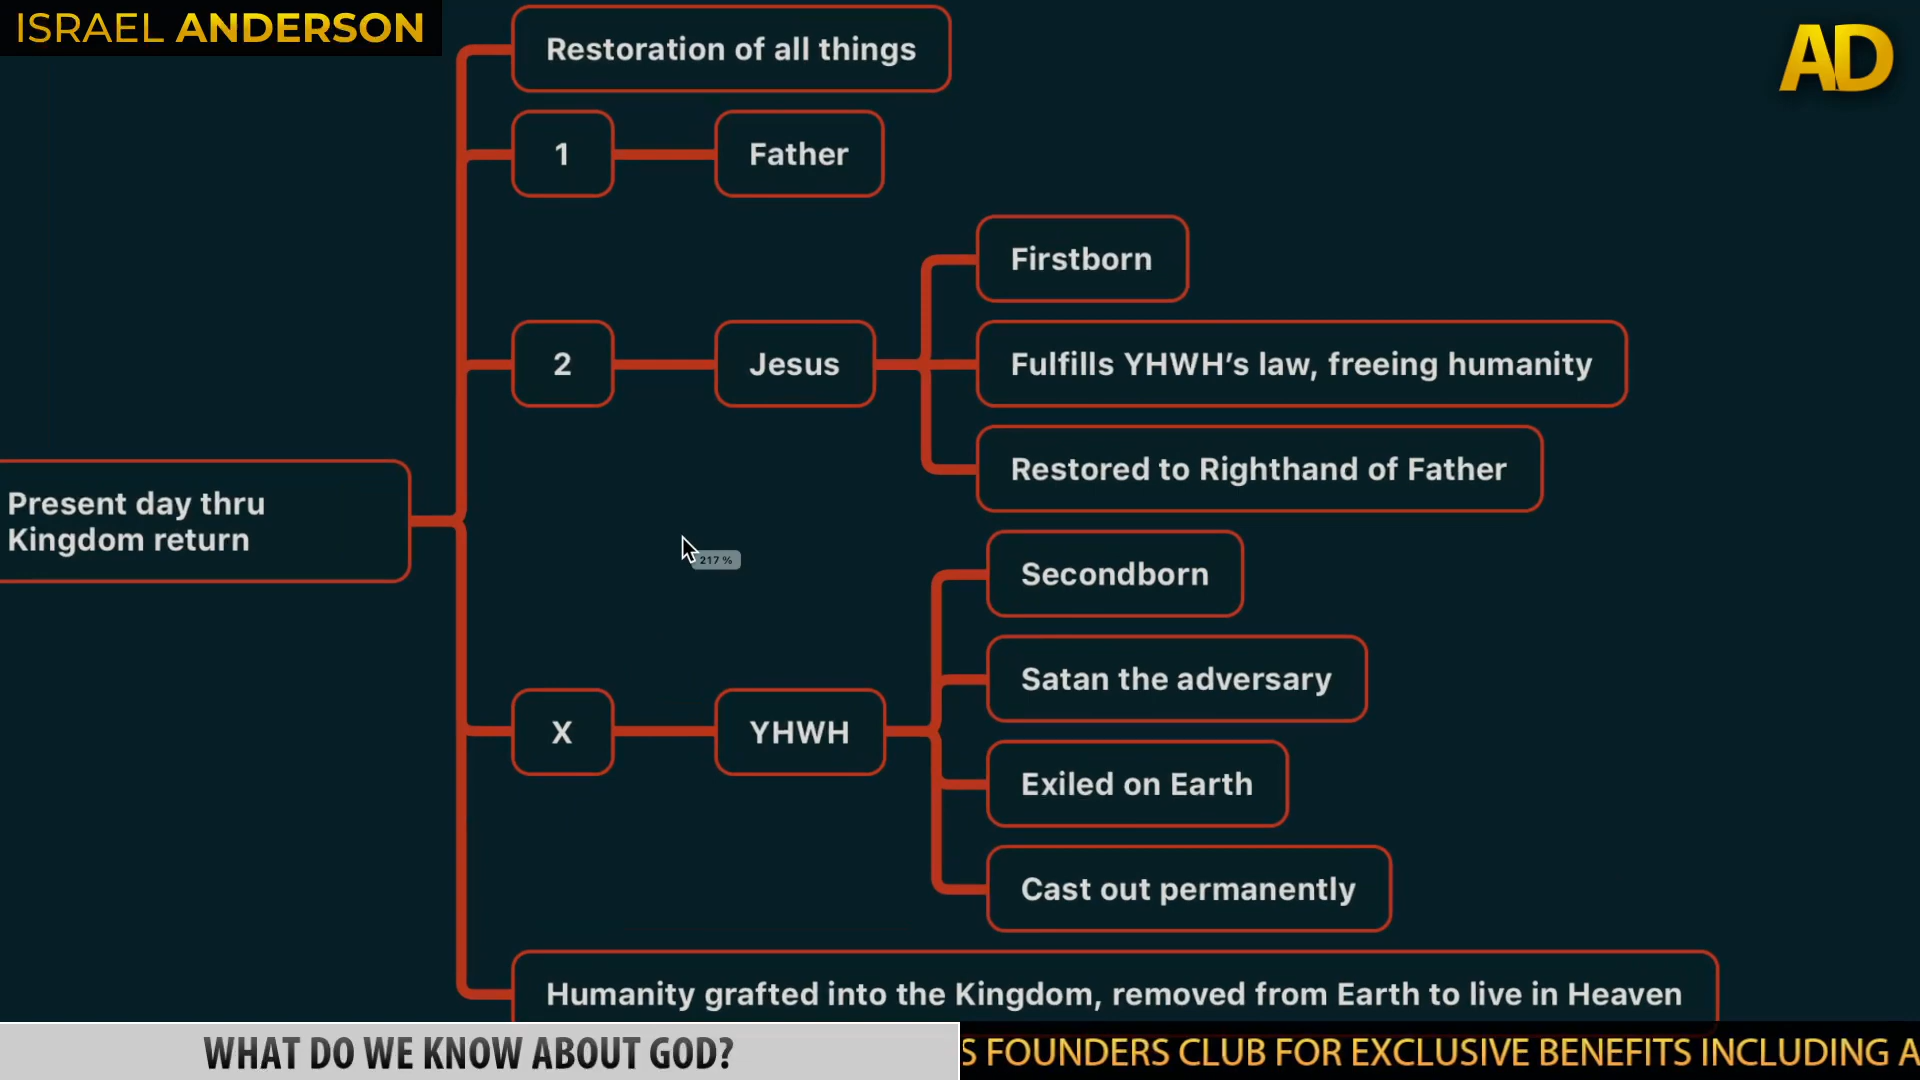 ISRAEL ANDERSON
AD
Restoration of all things
1
Father
Firstborn
2
Jesus
Fulfills YHWH’s law, freeing humanity
Restored to Righthand of Father
Present day thru
Kingdom return
217 %
Secondborn
Satan the adversary
X
YHWH
Exiled on Earth
Cast out permanently
Humanity grafted into the Kingdom, removed from Earth to live in Heaven
WHAT DO WE KNOW ABOUT GOD?
S FOUNDERS CLUB FOR EXCLUSIVE BENEFITS INCLUDING A